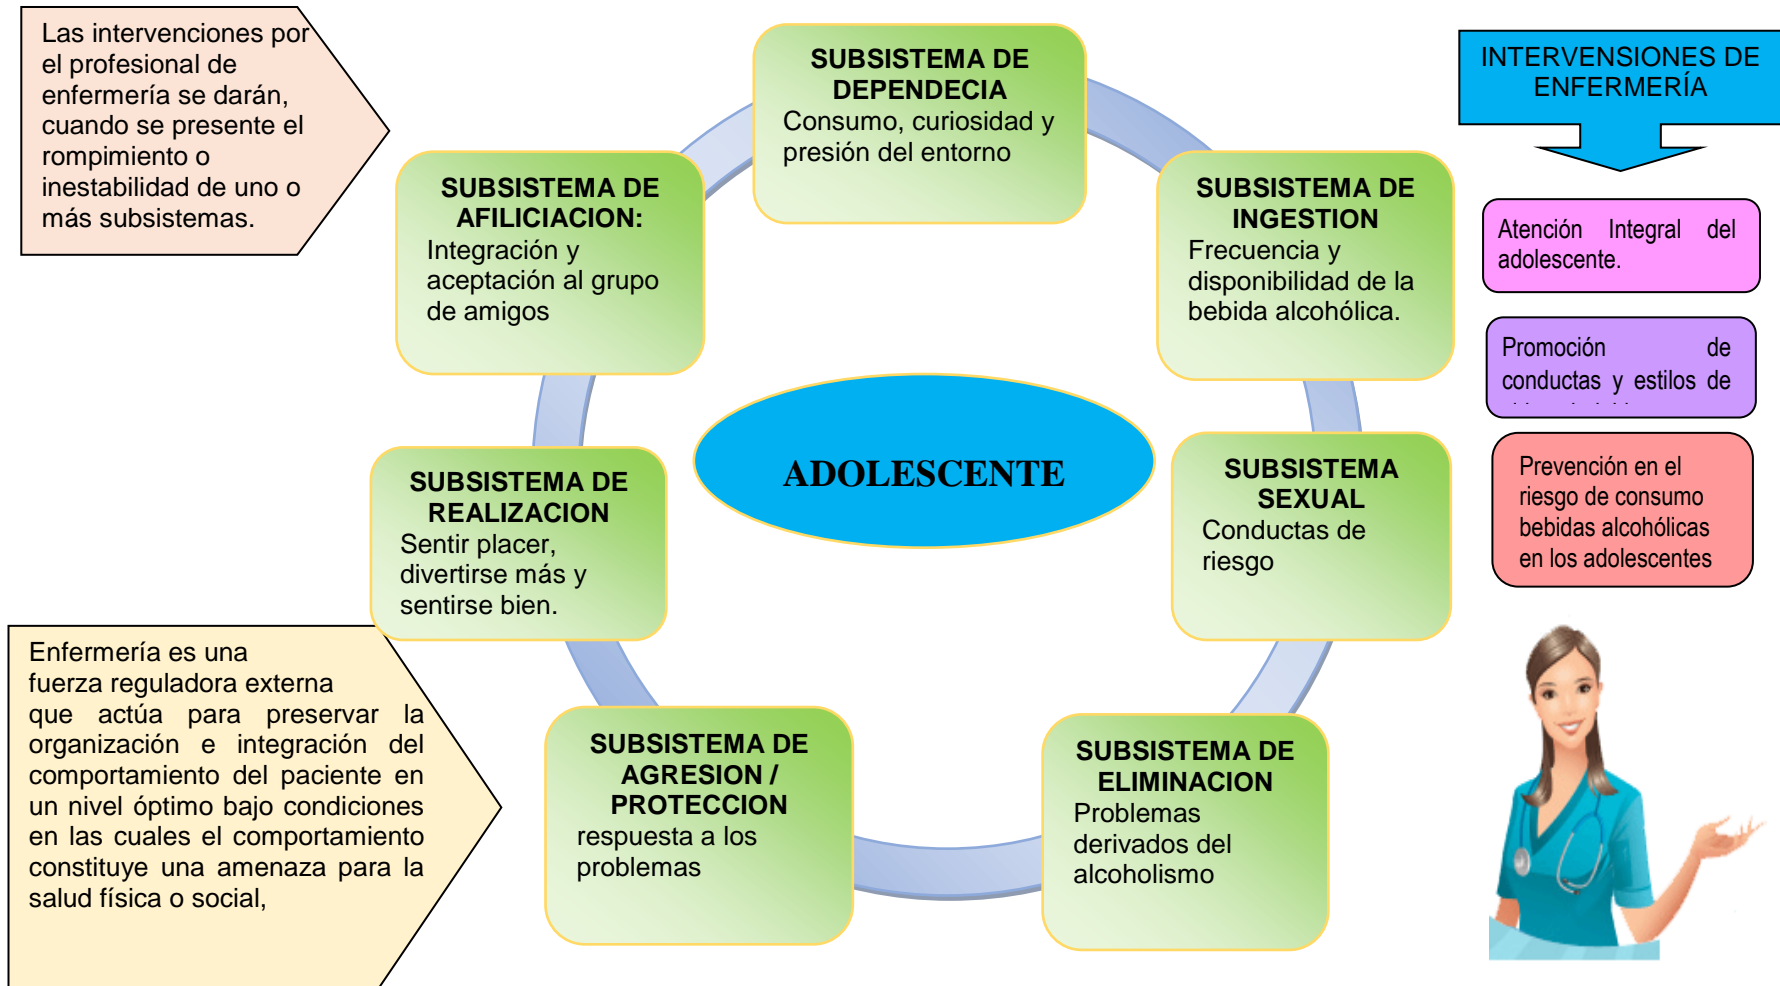 Las intervenciones por
el profesional de
enfermería se darán,
cuando se presente el
rompimiento o
inestabilidad de uno o
más subsistemas.
SUBSISTEMA DE
DEPENDECIA
Consumo, curiosidad y
presión del entorno
INTERVENSIONES DE
ENFERMERÍA
SUBSISTEMA DE
AFILICIACION:
Integración y
aceptación al grupo
de amigos
SUBSISTEMA DE
INGESTION
Frecuencia y
disponibilidad de la
bebida alcohólica.
Atención Integral del
adolescente.
Promoción de
conductas y estilos de
ADOLESCENTE
SUBSISTEMA DE
REALIZACION
Sentir placer,
divertirse más y
sentirse bien.
SUBSISTEMA
SEXUAL
Conductas de
riesgo
Prevención en el
riesgo de consumo
bebidas alcohólicas
en los adolescentes
Enfermería es una
fuerza reguladora externa
que actúa para preservar la
organización e integración del
comportamiento del paciente en
un nivel óptimo bajo condiciones
en las cuales el comportamiento
constituye una amenaza para la
salud física o social,
SUBSISTEMA DE
AGRESION /
PROTECCION
respuesta a los
problemas
SUBSISTEMA DE
ELIMINACION
Problemas
derivados del
alcoholismo